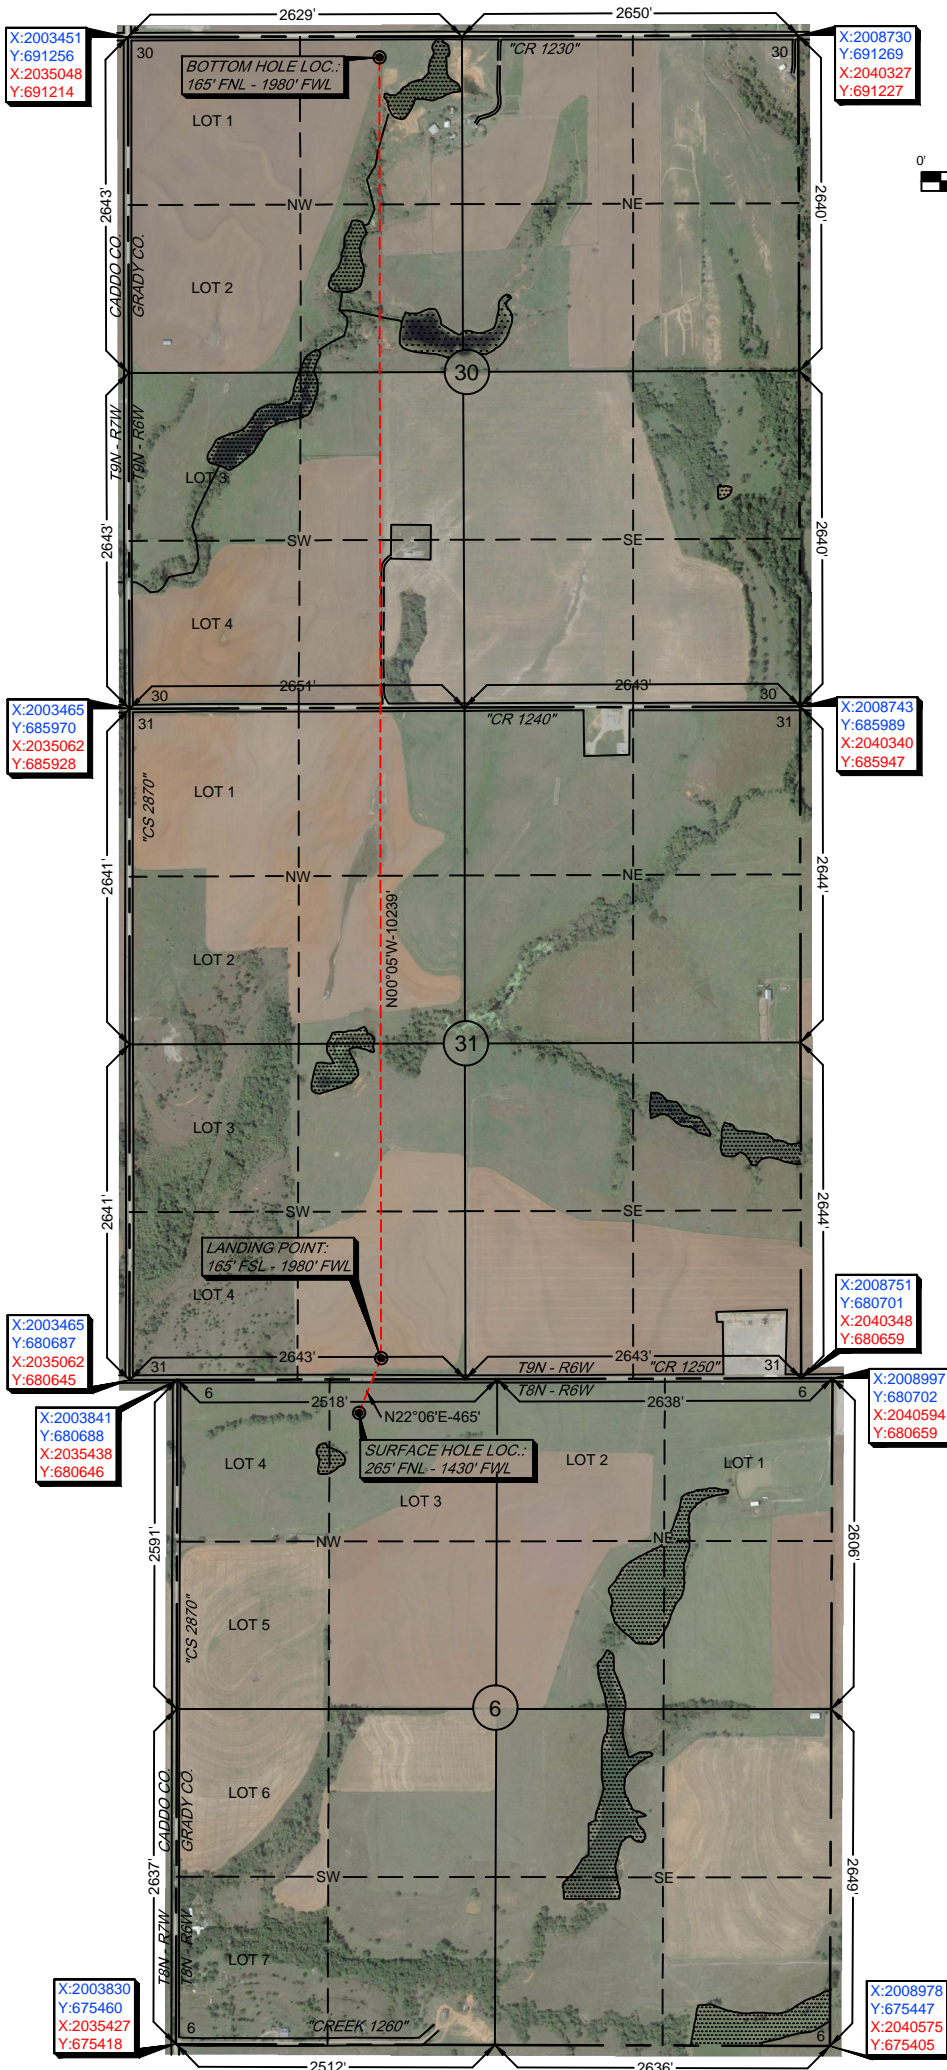 2629'
2650'
X:2003451
Y:691256
X:2035048
Y:691214
X:2008730
Y:691269
X:2040327
Y:691227
30
"CR 1230"
30
BOTTOM HOLE LOC.:
165' FNL - 1980' FWL
LOT 1
0'
2643'
NW
NE
2640'
CADDO CO.
GRADY CO.
LOT 2
30
T9N - R7W
T9N - R6W
LOT 3
2643'
SW
SE
2640'
LOT 4
30
2651'
2643'
30
X:2003465
Y:685970
X:2035062
Y:685928
X:2008743
Y:685989
X:2040340
Y:685947
31
"CR 1240"
31
LOT 1
"CS 2870"
2641'
NW
NE
2644'
N00°05'W-10239'
LOT 2
31
LOT 3
2641'
SW
SE
2644'
LANDING POINT:
165' FSL - 1980' FWL
LOT 4
X:2003465
Y:680687
X:2035062
Y:680645
X:2008751
Y:680701
X:2040348
Y:680659
31
2643'
2643'
T9N - R6W
"CR 1250"
31
T8N - R6W
6
2518'
2638'
6
X:2008997
Y:680702
X:2040594
Y:680659
X:2003841
Y:680688
X:2035438
Y:680646
N22°06'E-465'
SURFACE HOLE LOC.:
265' FNL - 1430' FWL
LOT 4
LOT 3
LOT 2
LOT 1
2591'
NW
NE
2606'
"CS 2870"
LOT 5
6
CADDO CO.
GRADY CO.
LOT 6
2637'
SW
SE
2649'
T8N - R7W
T8N - R6W
LOT 7
X:2003830
Y:675460
X:2035427
Y:675418
X:2008978
Y:675447
X:2040575
Y:675405
6
"CREEK 1260"
6
2512'
2636'